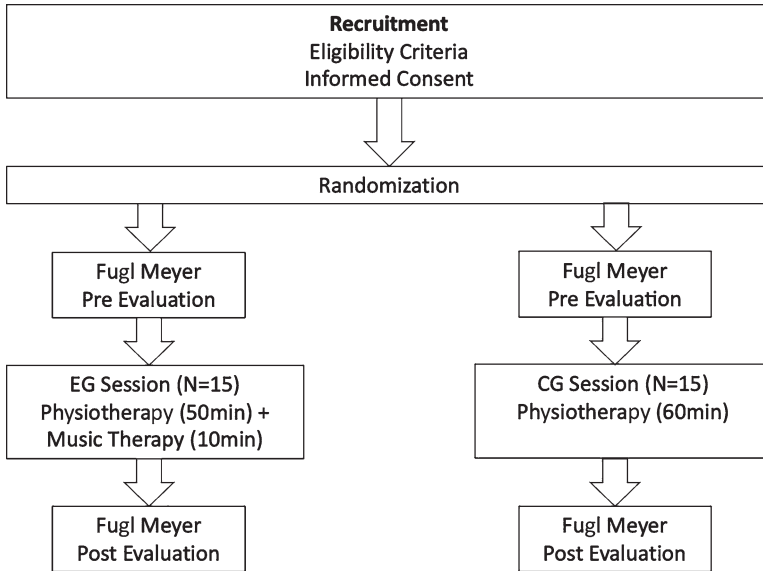 Recruitment
Eligibility Criteria
Informed Consent
Randomization
Fugl Meyer
Pre Evaluation
Fugl Meyer
Pre Evaluation
EG Session (N=15)
Physiotherapy (50min) +
Music Therapy (10min)
CG Session (N=15)
Physiotherapy (60min)
Fugl Meyer
Post Evaluation
Fugl Meyer
Post Evaluation